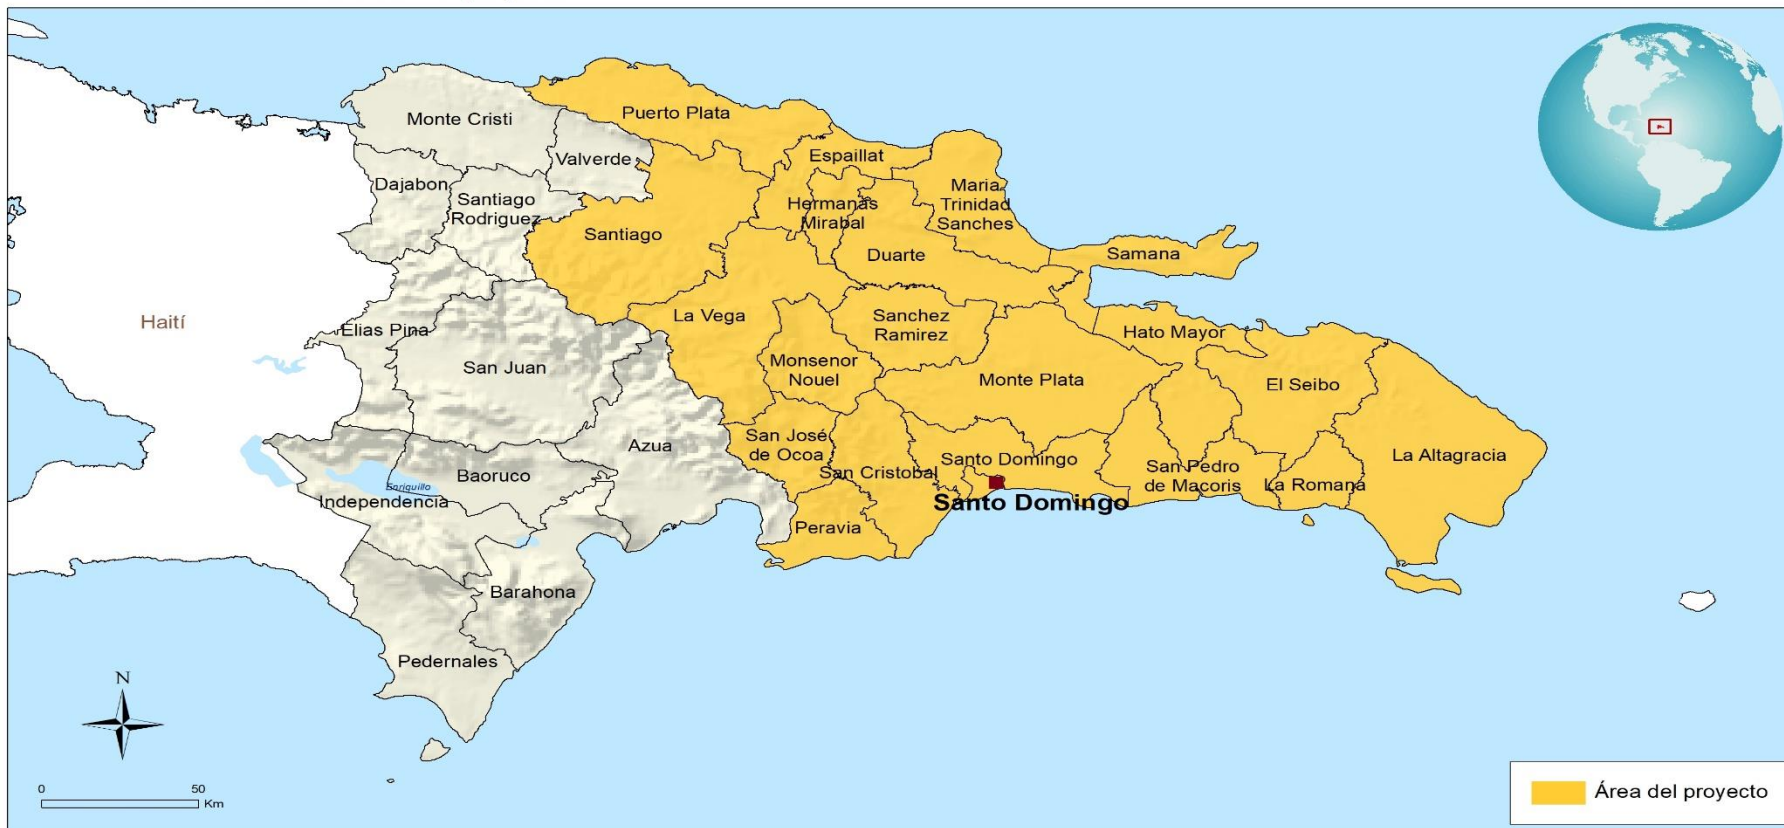 Puerto Plata
Monte Cristi
Valverde
Espaillat
Dajabon
Santiago
Rodriguez
Maria
Trinidad
Sanches
Hermanas
Mirabal
Santiago
Duarte
Samana
Haití
Elias Pina
La Vega
Sanchez
Ramirez
Hato Mayor
San Juan
Monsenor
Nouel
Monte Plata
El Seibo
Azua
San José
de Ocoa
Santo Domingo
La Altagracia
Baoruco
San Cristobal
San Pedro
de Macoris
La Romana
Enriquillo
Independencia
Santo Domingo
Peravia
Barahona
Pedernales
N
0 50
Km
Área del proyecto